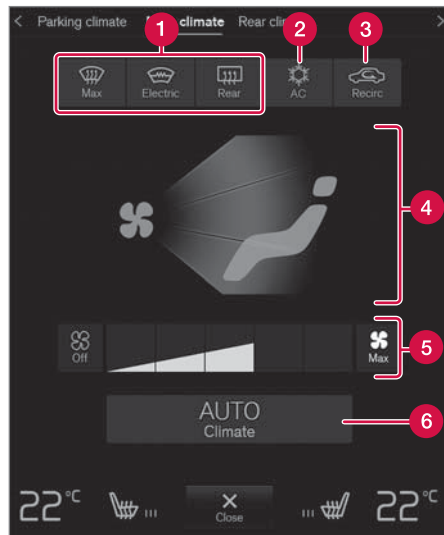 Parking climate climate Rear cli
1 2 3
Max Electric Rear AC Recirc
4
Off Max 5
AUTO
Climate 6
22°C Close 22°C